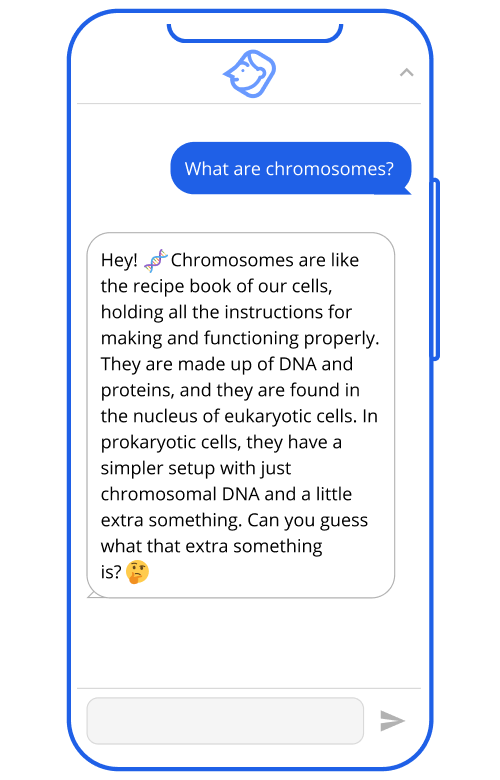 What are chromosomes?
Hey! 🧬 Chromosomes are like
the recipe book of our cells,
holding all the instructions for
making and functioning properly.
They are made up of DNA and
proteins, and they are found in
the nucleus of eukaryotic cells. In
prokaryotic cells, they have a
simpler setup with just
chromosomal DNA and a little
extra something. Can you guess
what that extra something
is? 🤔